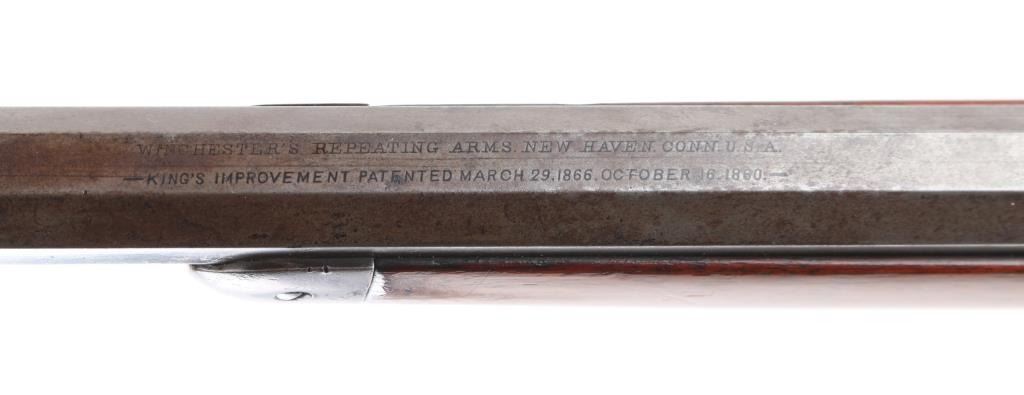 WINCHESTER'S REPEATING ARMS. NEW HAVEN. CONN. U.S.A.
—KING'S IMPROVEMENT PATENTED MARCH 29.1866. OCTOBER 16.1860.—